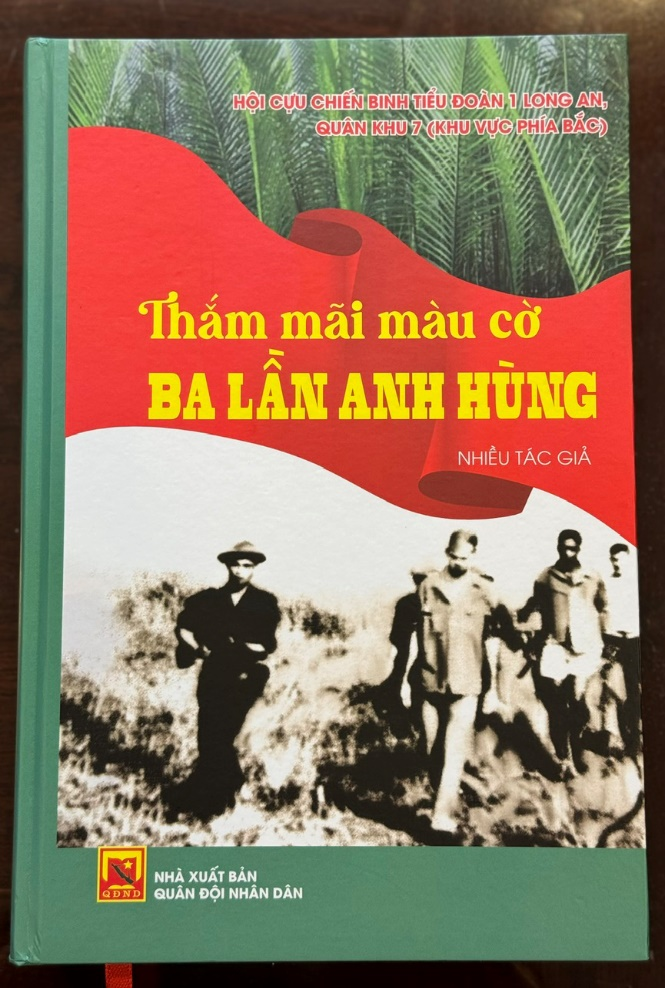 HỘI CỰU CHIẾN BINH TIỂU ĐOÀN 1 LONG AN,
QUÂN KHU 7 (KHU VỰC PHÍA BẮC)
Thắm mãi màu cờ
BA LẦN ANH HÙNG
NHIỀU TÁC GIẢ
QĐND
NHÀ XUẤT BẢN
QUÂN ĐỘI NHÂN DÂN